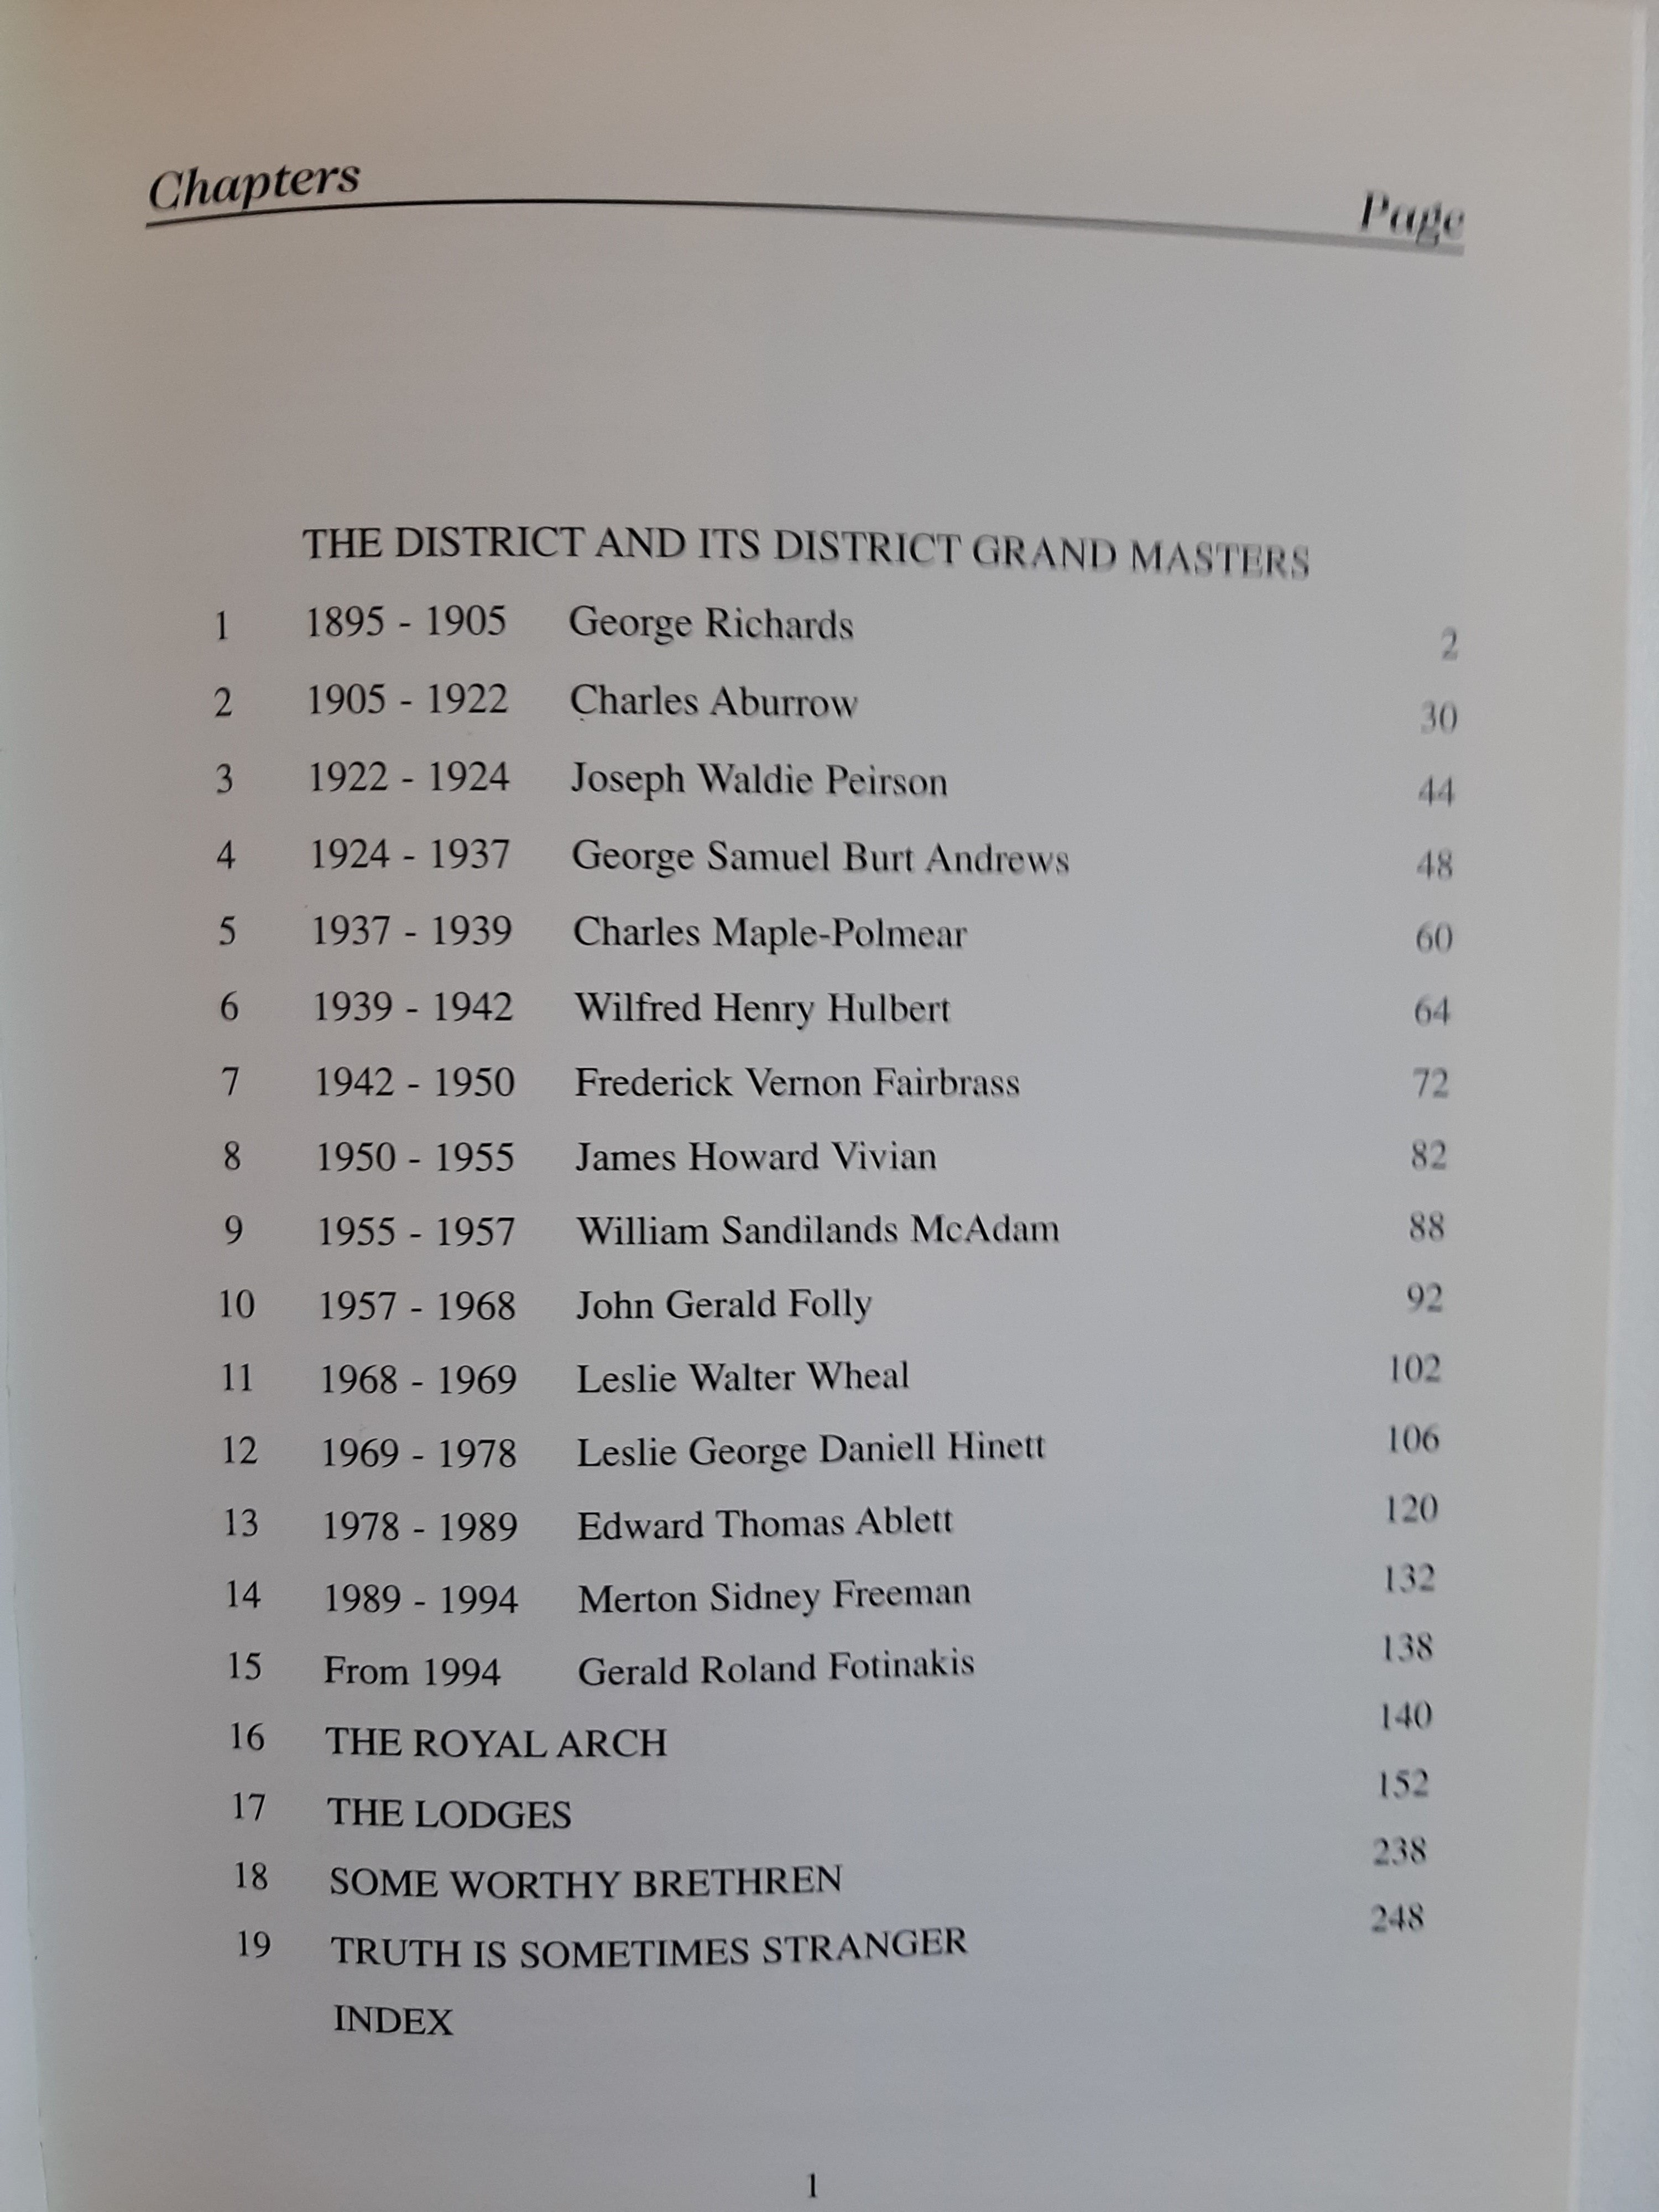 Chapters Page
THE DISTRICT AND ITS DISTRICT GRAND MASTERS
1 1895 - 1905 George Richards 2
2 1905 - 1922 Charles Aburrow 30
3 1922 - 1924 Joseph Waldie Peirson 44
4 1924 - 1937 George Samuel Burt Andrews 48
5 1937 - 1939 Charles Maple-Polmear 60
6 1939 - 1942 Wilfred Henry Hulbert 64
7 1942 - 1950 Frederick Vernon Fairbrass 72
8 1950 - 1955 James Howard Vivian 82
9 1955 - 1957 William Sandilands McAdam 88
10 1957 - 1968 John Gerald Folly 92
11 1968 - 1969 Leslie Walter Wheal 102
12 1969 - 1978 Leslie George Daniell Hinett 106
13 1978 - 1989 Edward Thomas Ablett 120
14 1989 - 1994 Merton Sidney Freeman 132
15 From 1994 Gerald Roland Fotinakis 138
16 THE ROYAL ARCH 140
17 THE LODGES 152
18 SOME WORTHY BRETHREN 238
19 TRUTH IS SOMETIMES STRANGER 248
INDEX
1